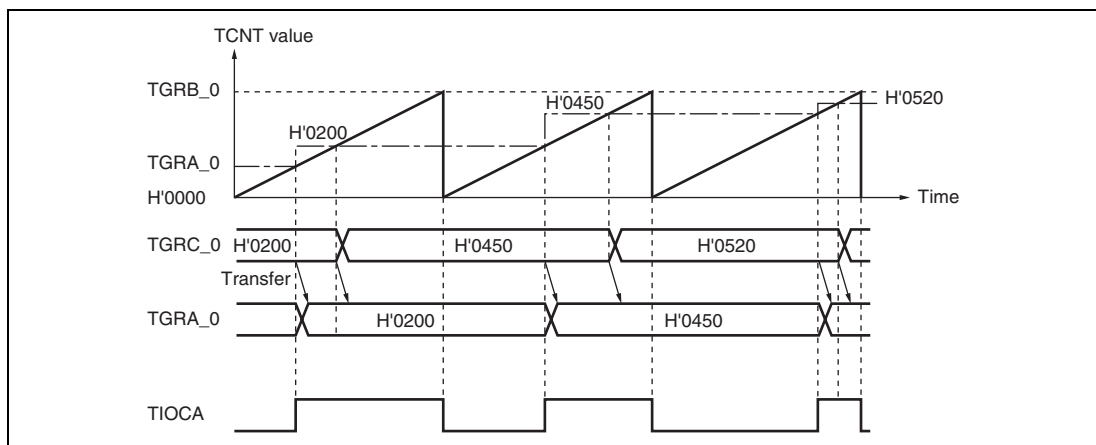 TCNT value
TGRB_0
H'0520
H'0450
H'0200
TGRA_0
H'0000
Time
TGRC_0
H'0200
H'0450
H'0520
Transfer
TGRA_0
H'0200
H'0450
TIOCA